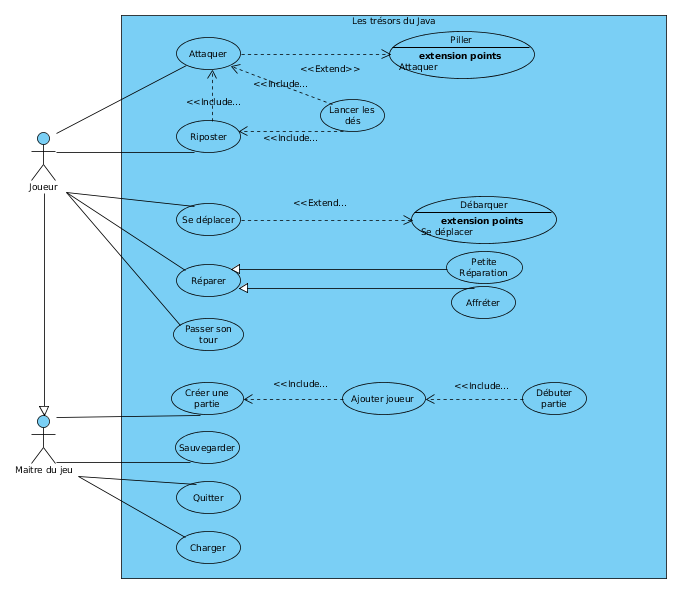 Les trésors du Java
Attaquer
Piller
extension points
Attaquer
<<Extend>>
<<Include...
<<Include...
Lancer les
dés
Riposter
<<Include...
Joueur
Se déplacer
<<Extend...
Débarquer
extension points
Se déplacer
Réparer
Petite
Réparation
Affréter
Passer son
tour
Créer une
partie
<<Include...
Ajouter joueur
<<Include...
Débuter
partie
Maitre du jeu
Sauvegarder
Quitter
Charger